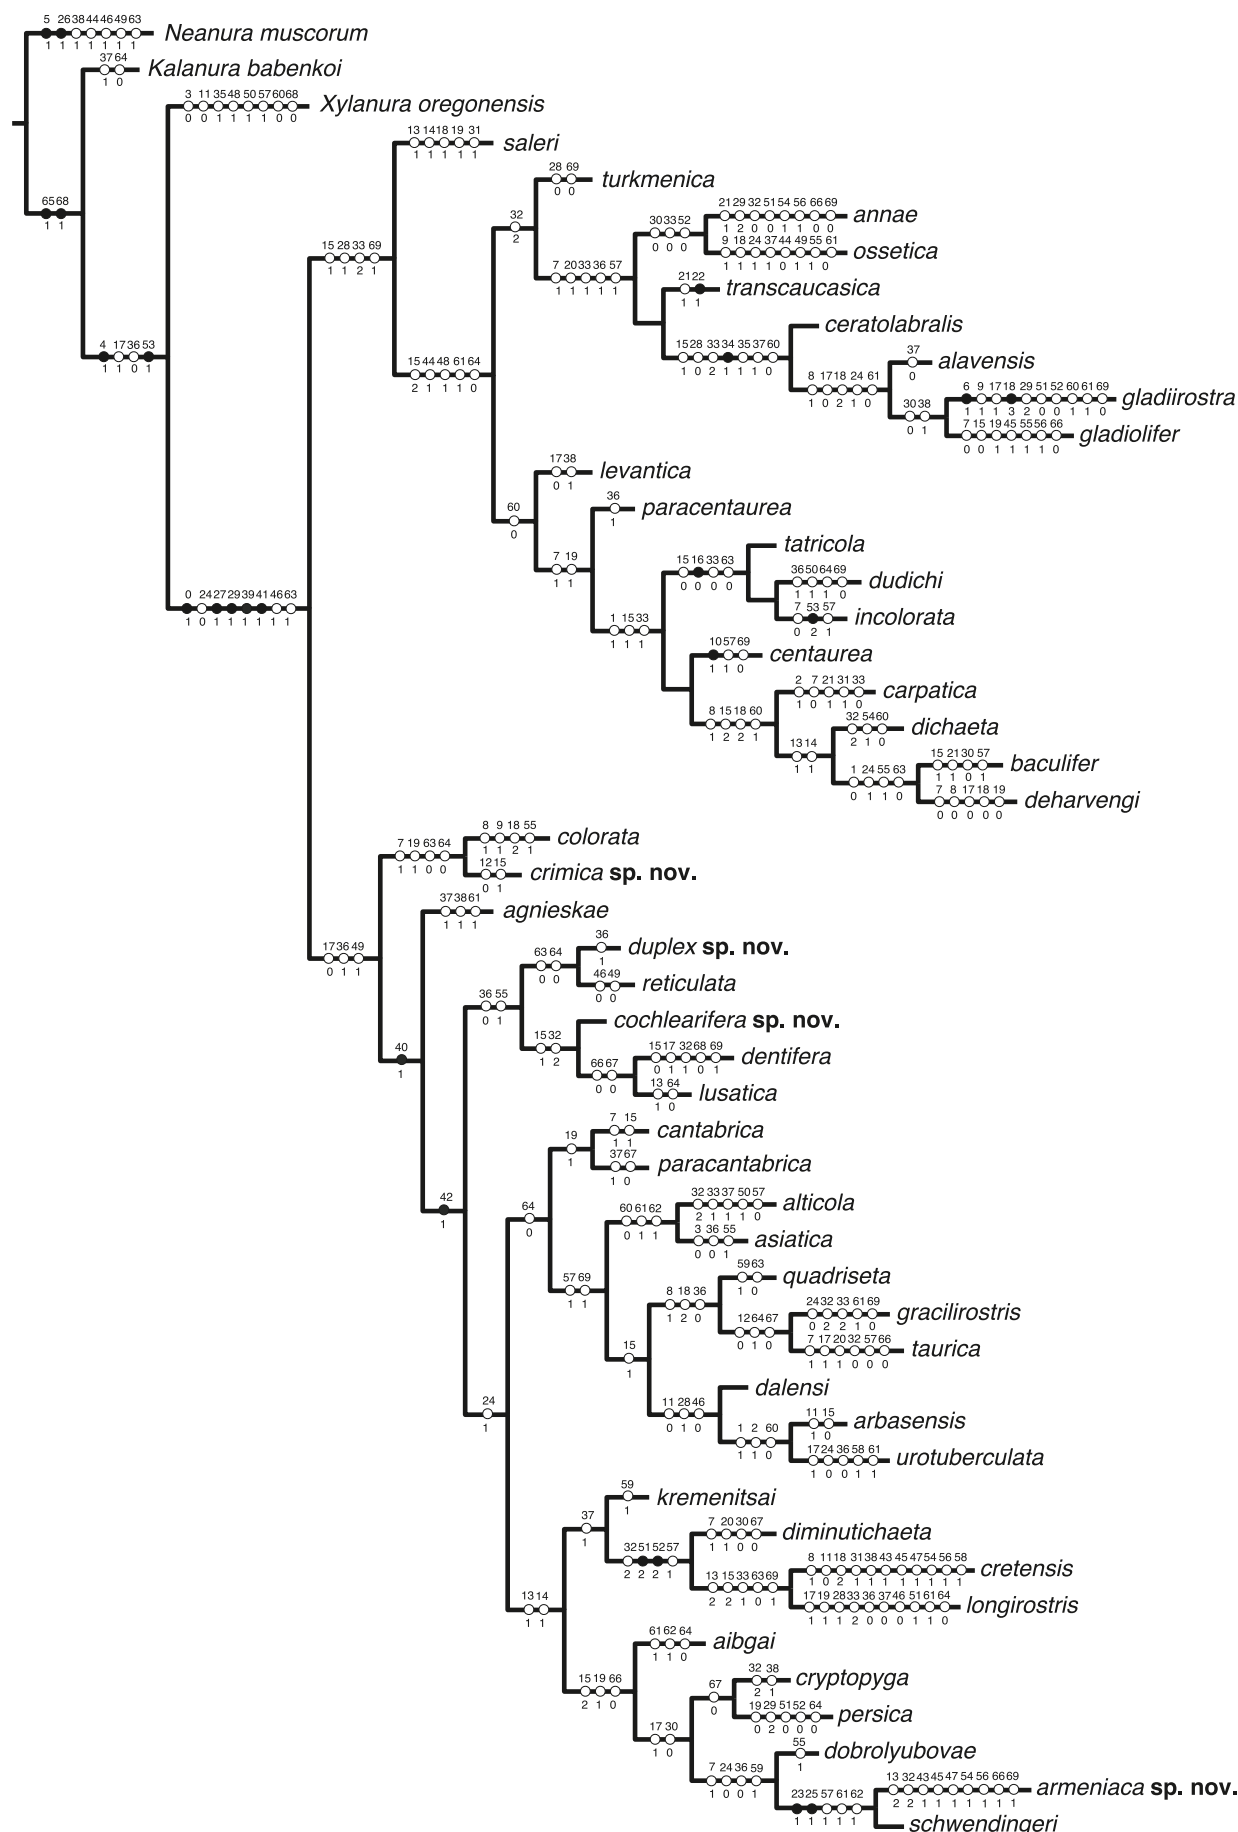 5 26 38 44 46 49 63
Neanura muscorum
1 1 1 1 1 1 1
37 64
Kalanura babenkoi
1 0
3 11 35 48 50 57 60 68
Xylanura oregonensis
0 0 1 1 1 1 0 0
13 14 18 19 31
saleri
1 1 1 1 1
28 69
turkmenica
0 0
65 68
1 1
32
2
21 29 32 51 54 56 66 69
annae
1 2 0 0 1 1 0 0
30 33 52
0 0 0
9 18 24 37 44 49 55 61
ossetica
1 1 1 1 0 1 1 0
15 28 33 69
1 1 2 1
7 20 33 36 57
1 1 1 1 1
21 22
transcaucasica
1 1
ceratolabralis
4 17 36 53
1 1 0 1
15 28 33 34 35 37 60
1 0 2 1 1 1 0
15 44 48 61 64
2 1 1 1 0
37
alavensis
0
8 17 18 24 61
1 0 2 1 0
6 9 17 18 29 51 52 60 61 69
gladiirostra
1 1 1 3 2 0 0 1 1 0
30 38
0 1
7 15 19 45 55 56 66
gladiolifer
0 0 1 1 1 1 0
17 38
levantica
0 1
60
0
36
paracentaurea
1
7 19
1 1
tatricola
15 16 33 63
0 0 0 0
36 50 64 69
dudichi
1 1 1 0
0 24 27 29 39 41 46 63
1 0 1 1 1 1 1 1
7 53 57
incolorata
0 2 1
1 15 33
1 1 1
10 57 69
centaurea
1 1 0
2 7 21 31 33
carpatica
1 0 1 1 0
8 15 18 60
1 2 2 1
32 54 60
dichaeta
2 1 0
13 14
1 1
15 21 30 57
baculifer
1 1 0 1
1 24 55 63
0 1 1 0
7 8 17 18 19
deharvengi
0 0 0 0 0
8 9 18 55
colorata
1 1 2 1
7 19 63 64
1 1 0 0
12 15
crimica sp. nov.
0 1
37 38 61
agnieskae
1 1 1
17 36 49
0 1 1
36
duplex sp. nov.
1
63 64
0 0
46 49
reticulata
0 0
36 55
0 1
cochlearifera sp. nov.
15 32
1 2
40
1
15 17 32 68 69
dentifera
0 1 1 0 1
66 67
0 0
13 64
lusatica
1 0
7 15
cantabrica
1 1
19
1
37 67
paracantabrica
1 0
42
1
64
0
32 33 37 50 57
alticola
2 1 1 1 0
60 61 62
0 1 1
3 36 55
asiatica
0 0 1
57 69
1 1
59 63
quadriseta
1 0
8 18 36
1 2 0
24 32 33 61 69
gracilirostris
0 2 2 1 0
12 64 67
0 1 0
7 17 20 32 57 66
taurica
1 1 1 0 0 0
15
1
dalensi
24
1
11 28 46
0 1 0
11 15
arbasensis
1 0
1 2 60
1 1 0
17 24 36 58 61
urotuberculata
1 0 0 1 1
59
kremenitsai
1
37
1
7 20 30 67
diminutichaeta
1 1 0 0
32 51 52 57
2 2 2 1
8 11 18 31 38 43 45 47 54 56 58
cretensis
1 0 2 1 1 1 1 1 1 1 1
13 15 33 63 69
2 2 1 0 1
17 19 28 33 36 37 46 51 61 64
longirostris
1 1 1 2 0 0 0 1 1 0
13 14
1 1
61 62 64
aibgai
1 1 0
15 19 66
2 1 0
32 38
cryptopyga
2 1
67
0
19 29 51 52 64
persica
0 2 0 0 0
17 30
1 0
55
dobrolyubovae
1
7 24 36 59
1 0 0 1
13 32 43 45 47 54 56 66 69
armeniaca sp. nov.
2 2 1 1 1 1 1 1 1
23 25 57 61 62
1 1 1 1 1
schwendingeri